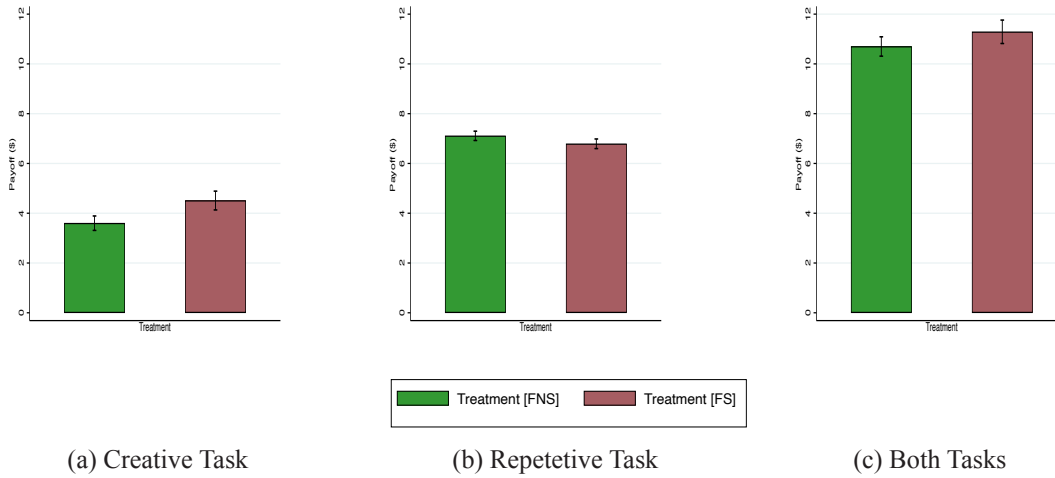 12
10
8
6
4
2
0
Payoff ($)
Treatment
12
10
8
6
4
2
0
Payoff ($)
Treatment
12
10
8
6
4
2
0
Payoff ($)
Treatment
Treatment [FNS] Treatment [FS]
(a) Creative Task
(b) Repetetive Task
(c) Both Tasks